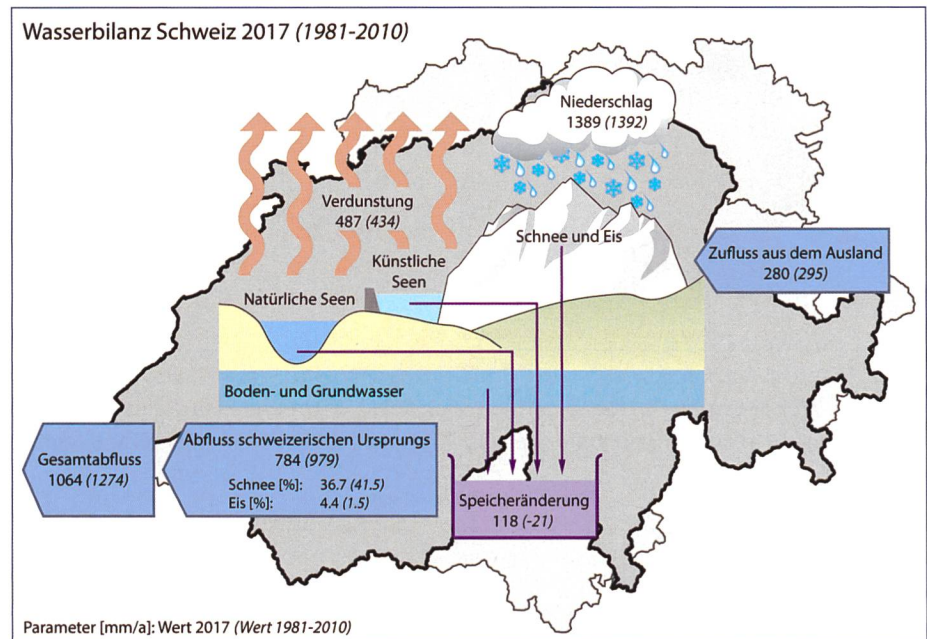 Wasserbilanz Schweiz 2017 (1981-2010)
Niederschlag
1389 (1392)
Verdunstung
487 (434)
Schnee und Eis
Künstliche
Seen
Natürliche Seen
Zufluss aus dem Ausland
280 (295)
Boden- und Grundwasser
Gesamtabfluss
1064 (1274)
Abfluss schweizerischen Ursprungs
784 (979)
Schnee [%]: 36.7 (41.5)
Eis [%]: 4.4 (1.5)
Speicheränderung
118 (-21)
Parameter [mm/a]: Wert 2017 (Wert 1981-2010)